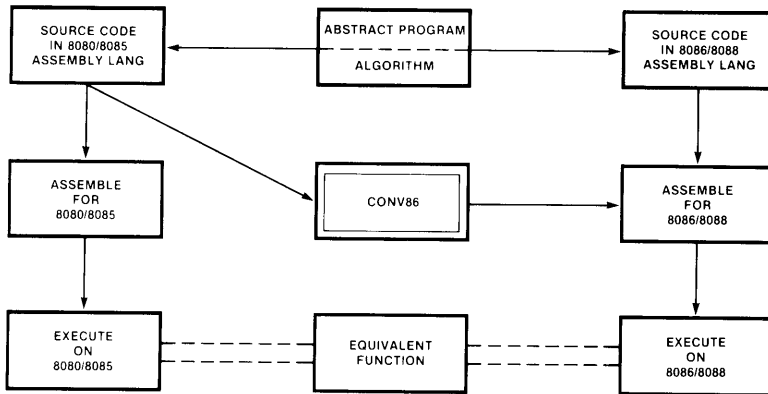 SOURCE CODE
IN 8080/8085
ASSEMBLY LANG
ABSTRACT PROGRAM
ALGORITHM
SOURCE CODE
IN 8086/8088
ASSEMBLY LANG
ASSEMBLE
FOR
8080/8085
CONV86
ASSEMBLE
FOR
8086/8088
EXECUTE
ON
8080/8085
EQUIVALENT
FUNCTION
EXECUTE
ON
8086/8088